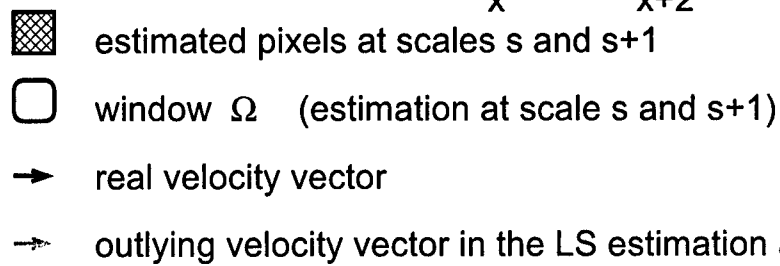 x x+2
estimated pixels at scales s and s+1
window Ω (estimation at scale s and s+1)
real velocity vector
outlying velocity vector in the LS estimation